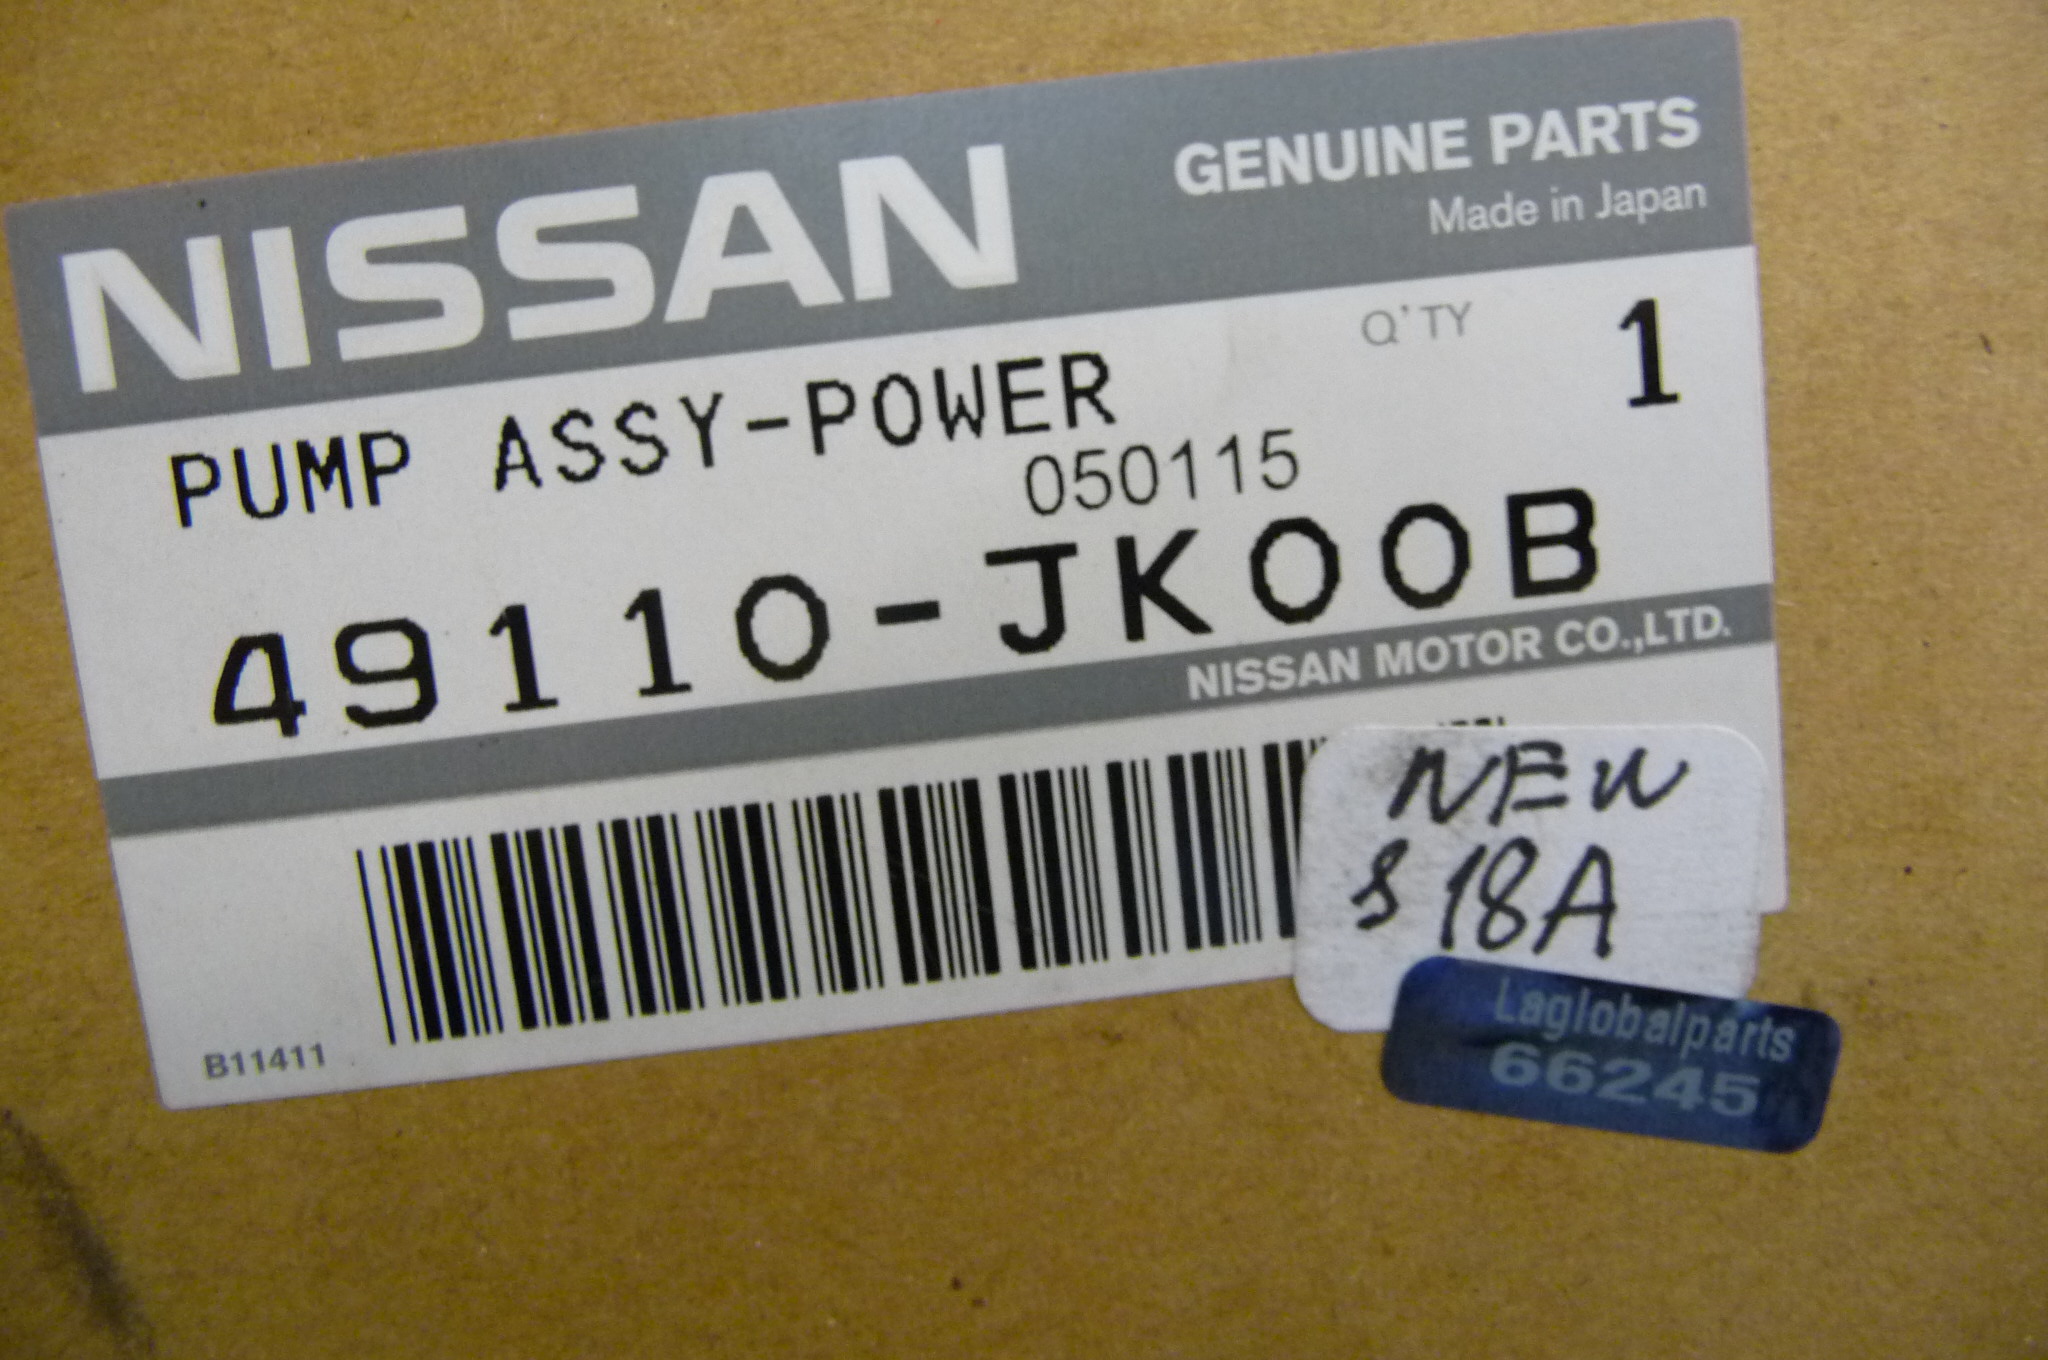 NISSAN
GENUINE PARTS
Made in Japan
Q'TY 1
PUMP ASSY-POWER
050115
49110-JK00B
NISSAN MOTOR CO.,LTD.
NEW
S 18A
Laglobalparts
66245
B11411